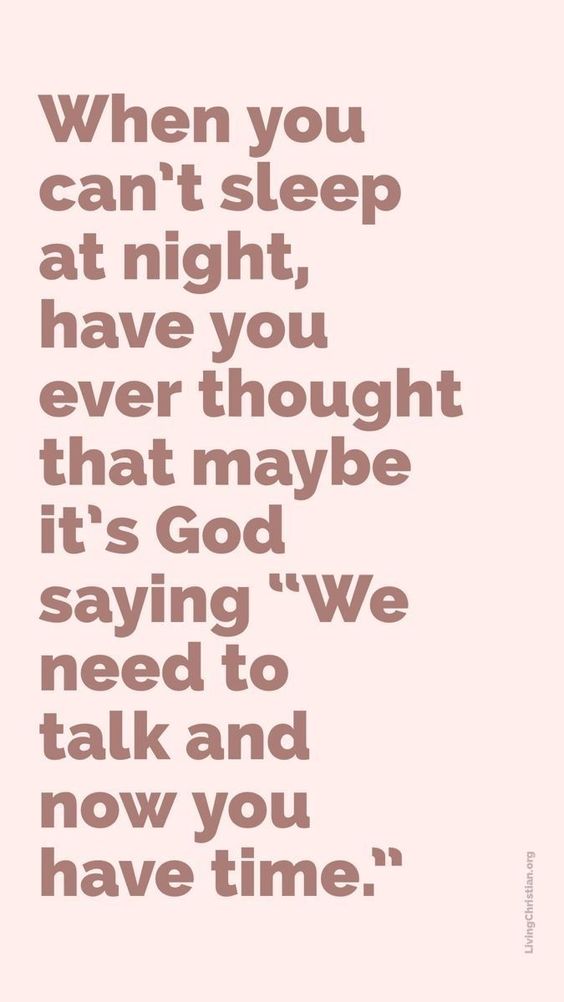 When you
can’t sleep
at night,
have you
ever thought
that maybe
it’s God
saying “We
need to
talk and
now you
have time.”
LivingChristian.org